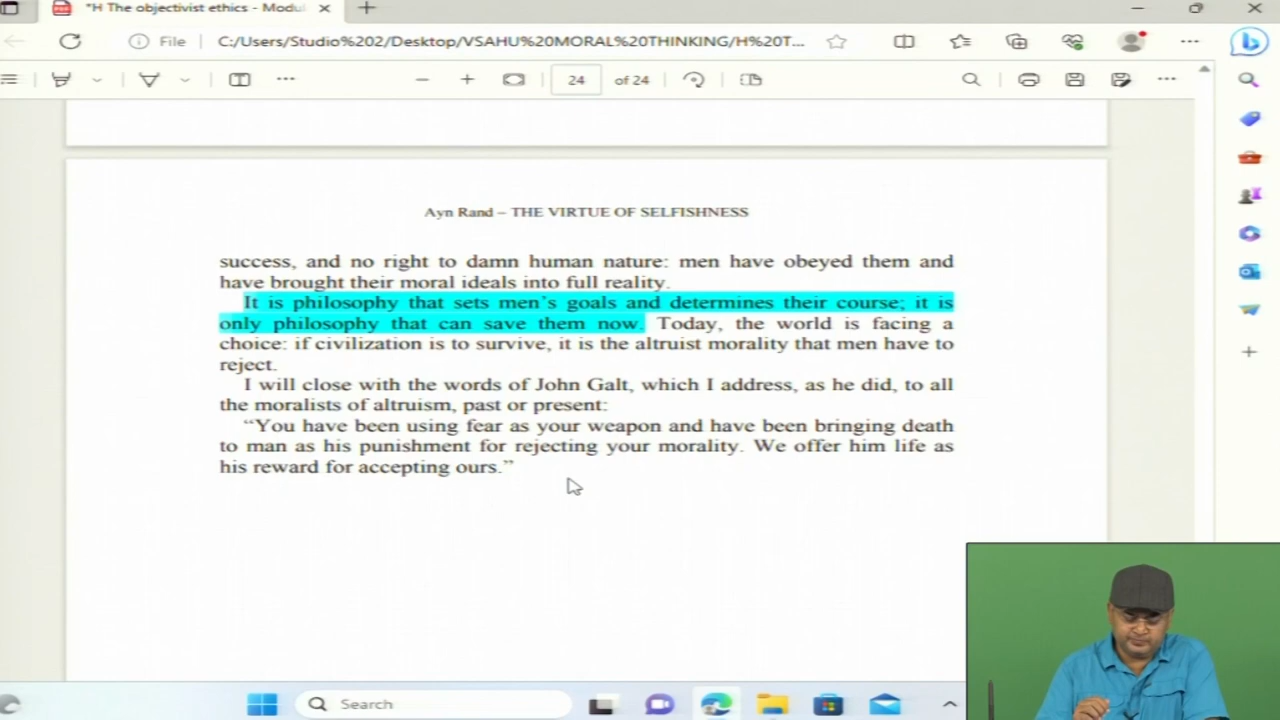 "H The objectivist ethics - Modu
File
C:/Users/Studio%202/Desktop/VSAHU%20MORAL%20THINKING/H%20T...
24 of 24
Ayn Rand – THE VIRTUE OF SELFISHNESS
success, and no right to damn human nature: men have obeyed them and
have brought their moral ideals into full reality.
It is philosophy that sets men's goals and determines their course; it is
only philosophy that can save them now. Today, the world is facing a
choice: if civilization is to survive, it is the altruist morality that men have to
reject.
I will close with the words of John Galt, which I address, as he did, to all
the moralists of altruism, past or present:
“You have been using fear as your weapon and have been bringing death
to man as his punishment for rejecting your morality. We offer him life as
his reward for accepting ours.”
Search